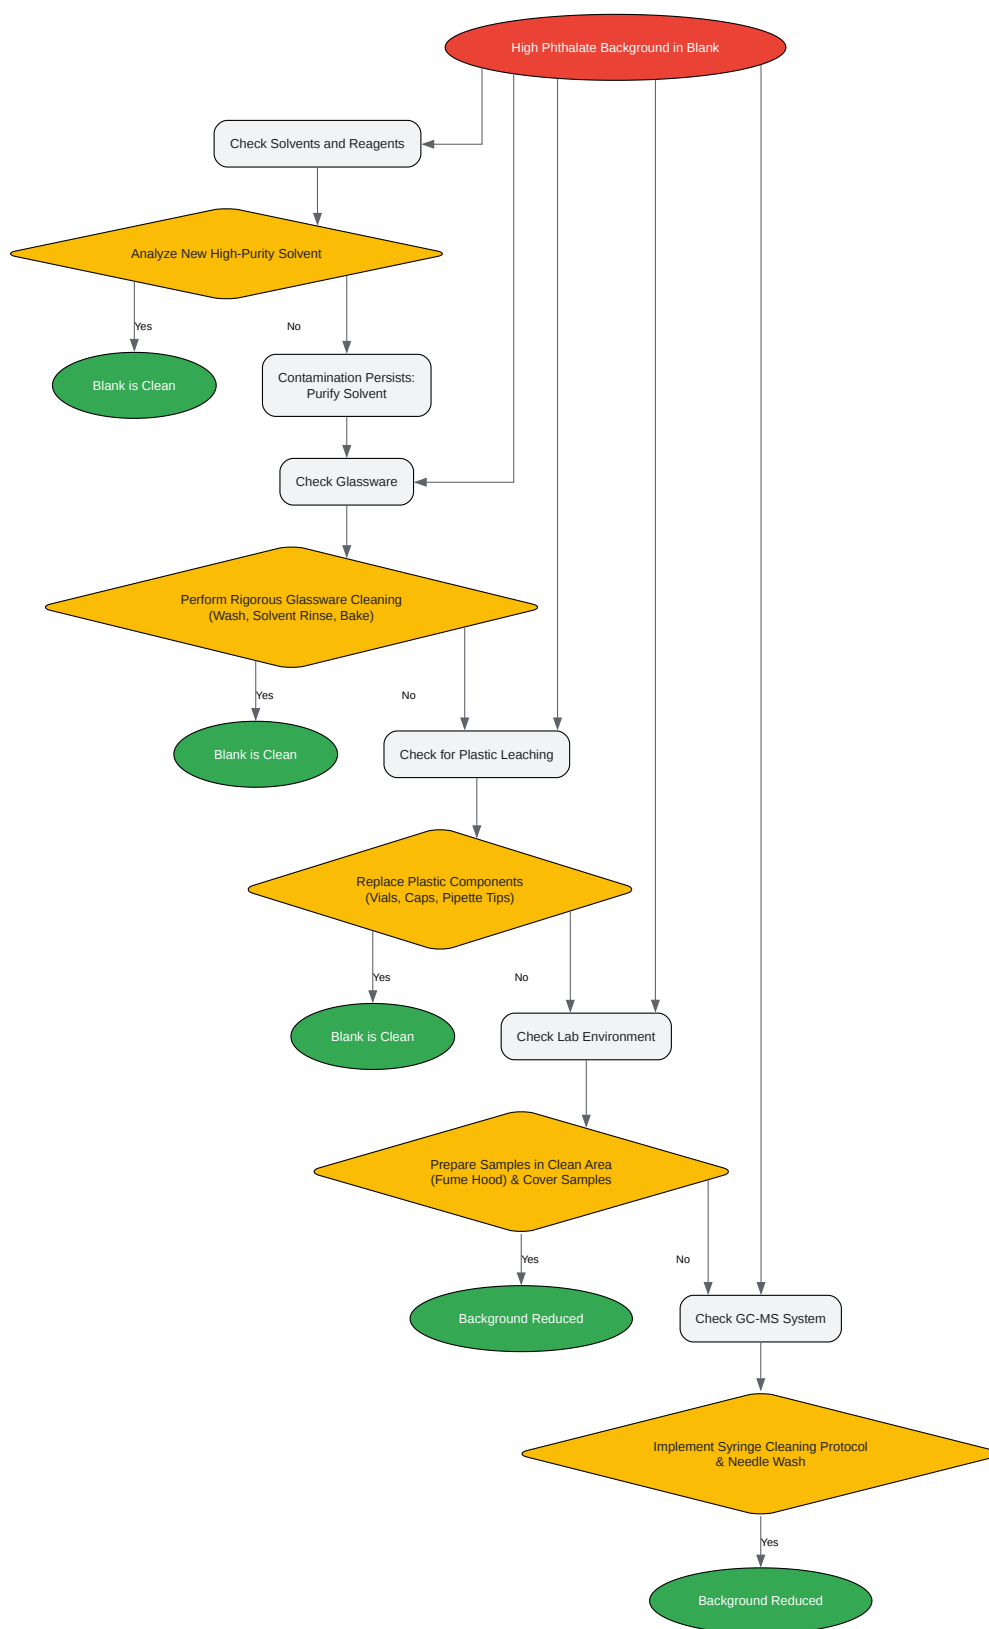 High Phthalate Background in Blank
Check Solvents and Reagents
Analyze New High-Purity Solvent
Yes
No
Blank is Clean
Contamination Persists:
Purify Solvent
Check Glassware
Perform Rigorous Glassware Cleaning
(Wash, Solvent Rinse, Bake)
Yes
No
Blank is Clean
Check for Plastic Leaching
Replace Plastic Components
(Vials, Caps, Pipette Tips)
Yes
No
Blank is Clean
Check Lab Environment
Prepare Samples in Clean Area
(Fume Hood) & Cover Samples
Yes
No
Background Reduced
Check GC-MS System
Implement Syringe Cleaning Protocol
& Needle Wash
Yes
Background Reduced